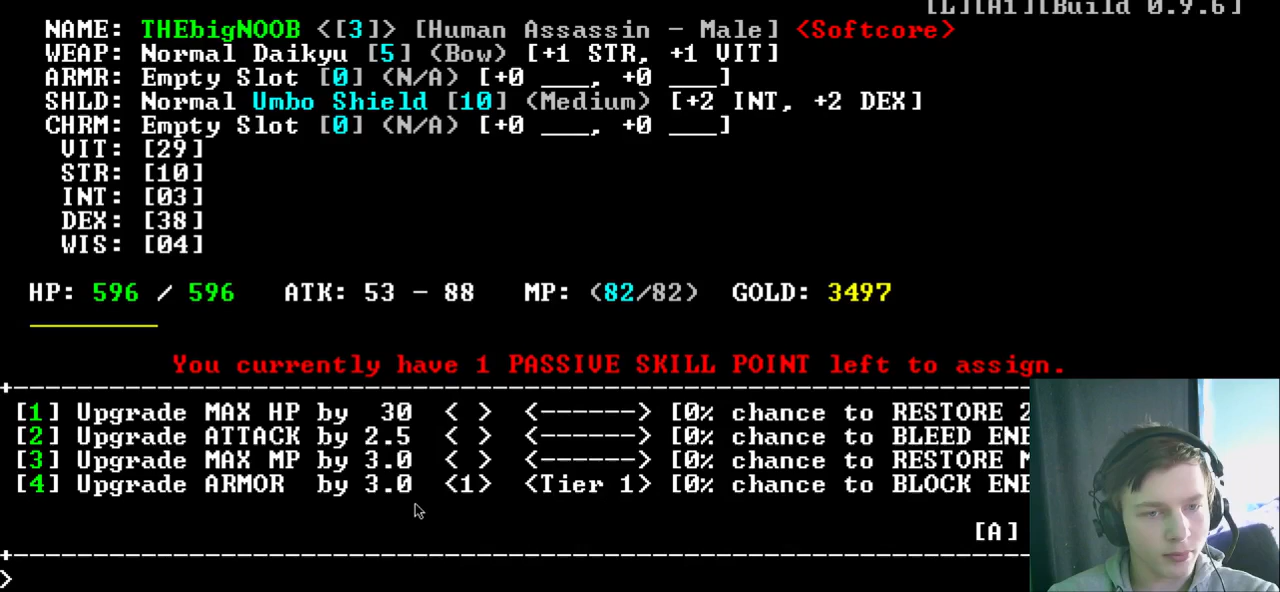 [L][Ai][Build 0.9.6]
NAME: THEbigNOOB <[3]> [Human Assassin - Male] <Softcore>
WEAP: Normal Daikyu [5] (Bow) [+1 STR, +1 VIT]
ARMR: Empty Slot [0] (N/A) [+0 ___, +0 ___]
SHLD: Normal Umbo Shield [10] (Medium) [+2 INT, +2 DEX]
CHRM: Empty Slot [0] (N/A) [+0 ___, +0 ___]
VIT: [29]
STR: [10]
INT: [03]
DEX: [38]
WIS: [04]
HP: 596 / 596 ATK: 53 - 88 MP: (82/82) GOLD: 3497
You currently have 1 PASSIVE SKILL POINT left to assign.
[1] Upgrade MAX HP by 30 < > <------> [0% chance to RESTORE 2
[2] Upgrade ATTACK by 2.5 < > <------> [0% chance to BLEED ENE
[3] Upgrade MAX MP by 3.0 < > <------> [0% chance to RESTORE M
[4] Upgrade ARMOR by 3.0 <1> <Tier 1> [0% chance to BLOCK ENE
[A]
>